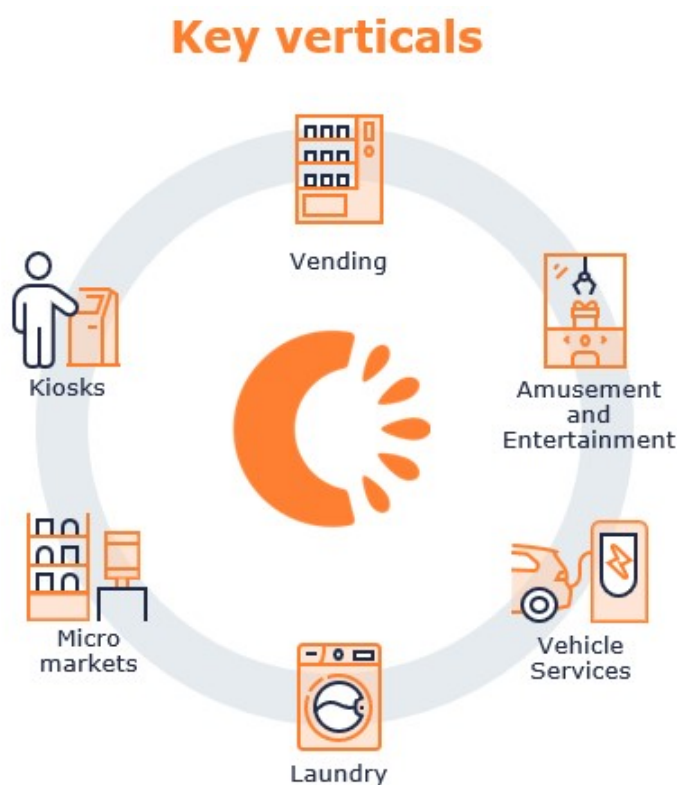 Key verticals
Vending
Kiosks
Amusement
and
Entertainment
Micro
markets
Vehicle
Services
Laundry